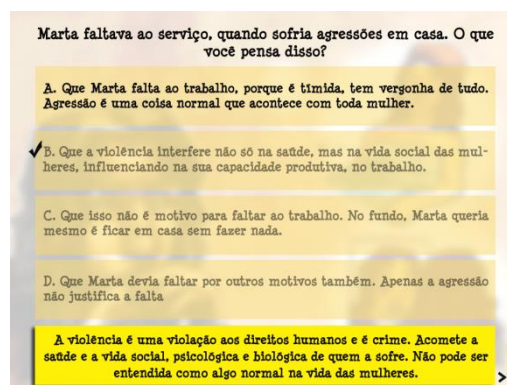 Marta faltava ao serviço, quando sofria agressões em casa. O que
você pensa disso?
A. Que Marta falta ao trabalho, porque é tímida, tem vergonha de tudo.
Agressão é uma coisa normal que acontece com toda mulher.
B. Que a violência interfere não só na saúde, mas na vida social das mul-
heres, influenciando na sua capacidade produtiva, no trabalho.
C. Que isso não é motivo para faltar ao trabalho. No fundo, Marta queria
mesmo é ficar em casa sem fazer nada.
D. Que Marta devia faltar por outros motivos também. Apenas a agressão
não justifica a falta
A violência é uma violação aos direitos humanos e é crime. Acomete a
saúde e a vida social, psicológica e biológica de quem a sofre. Não pode ser
entendida como algo normal na vida das mulheres.